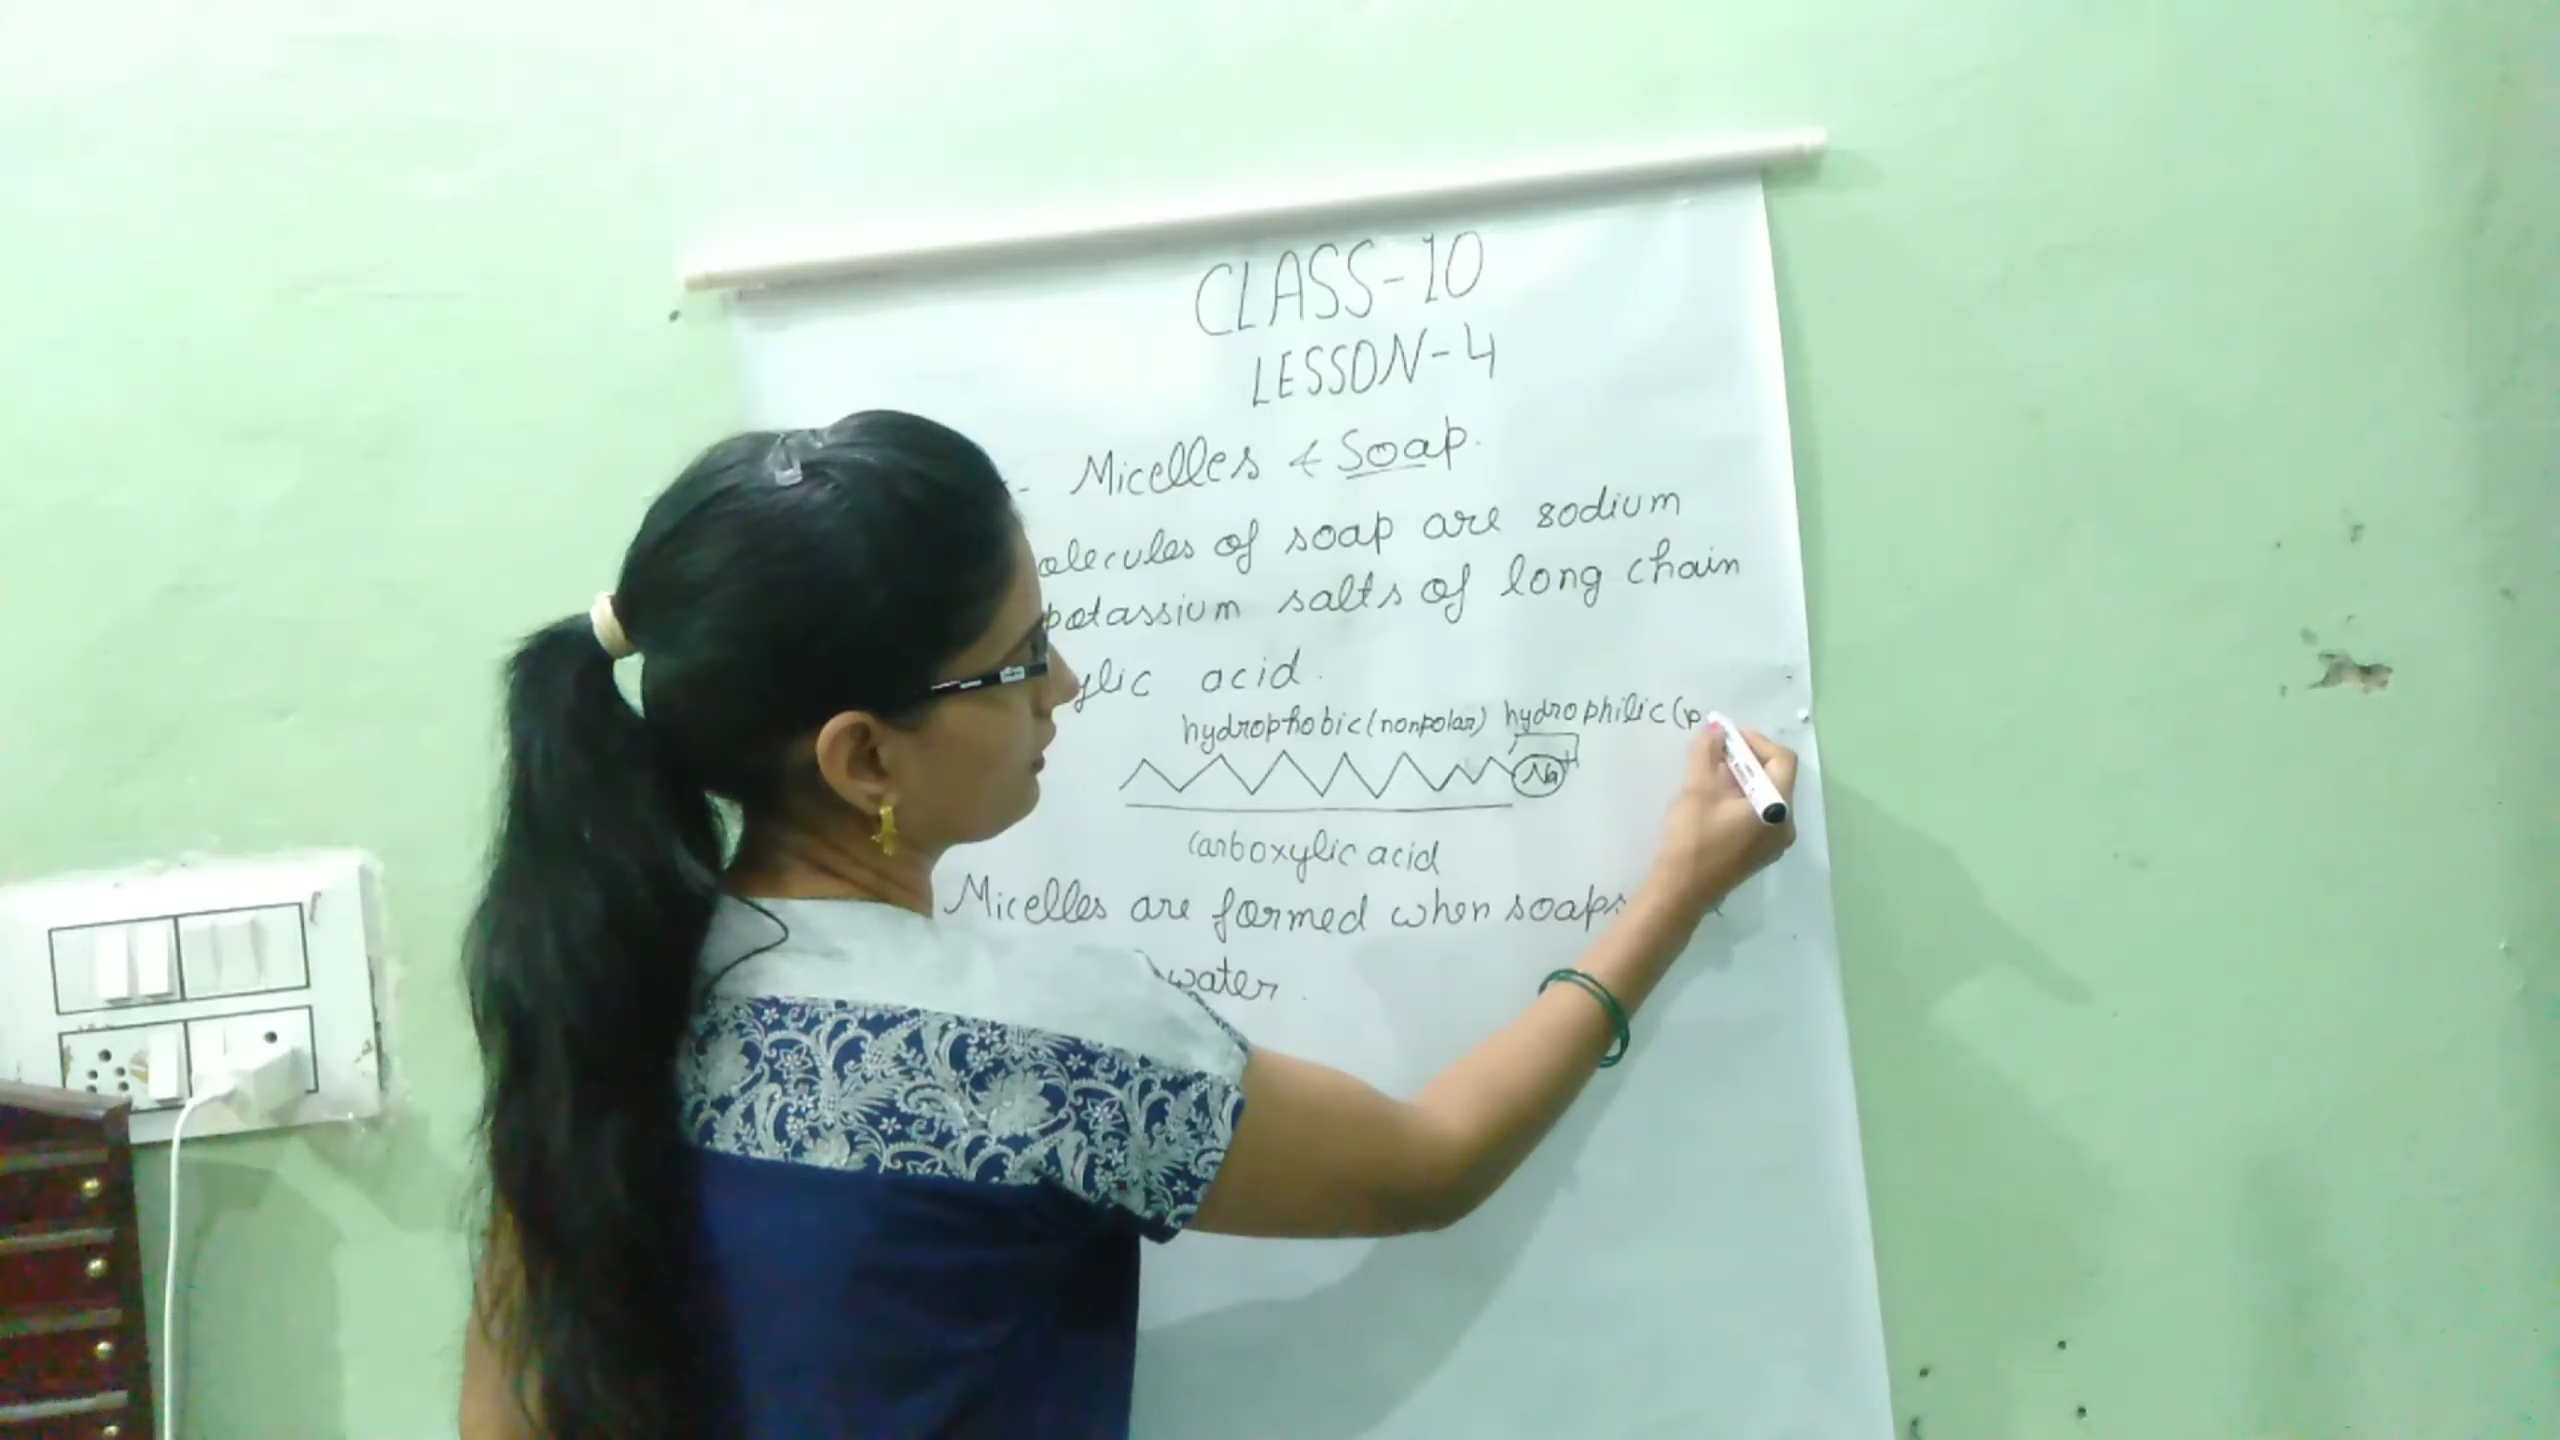 CLASS-10
LESSON-4
- Micelles & Soap.
olecules of soap are sodium
potassium salts of long chain
ylic acid.
hydrophobic(nonpolar) hydrophilic(p
Na+
carboxylic acid
Micelles are formed when soaps
water.